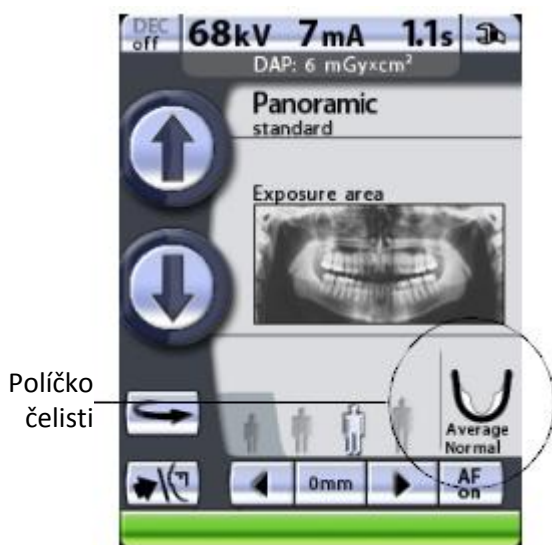 DEC off 68kV 7mA 1.1s
DAP: 6 mGy×cm²
Panoramic
standard
Exposure area
Políčko
čelisti
Average
Normal
0mm AF on